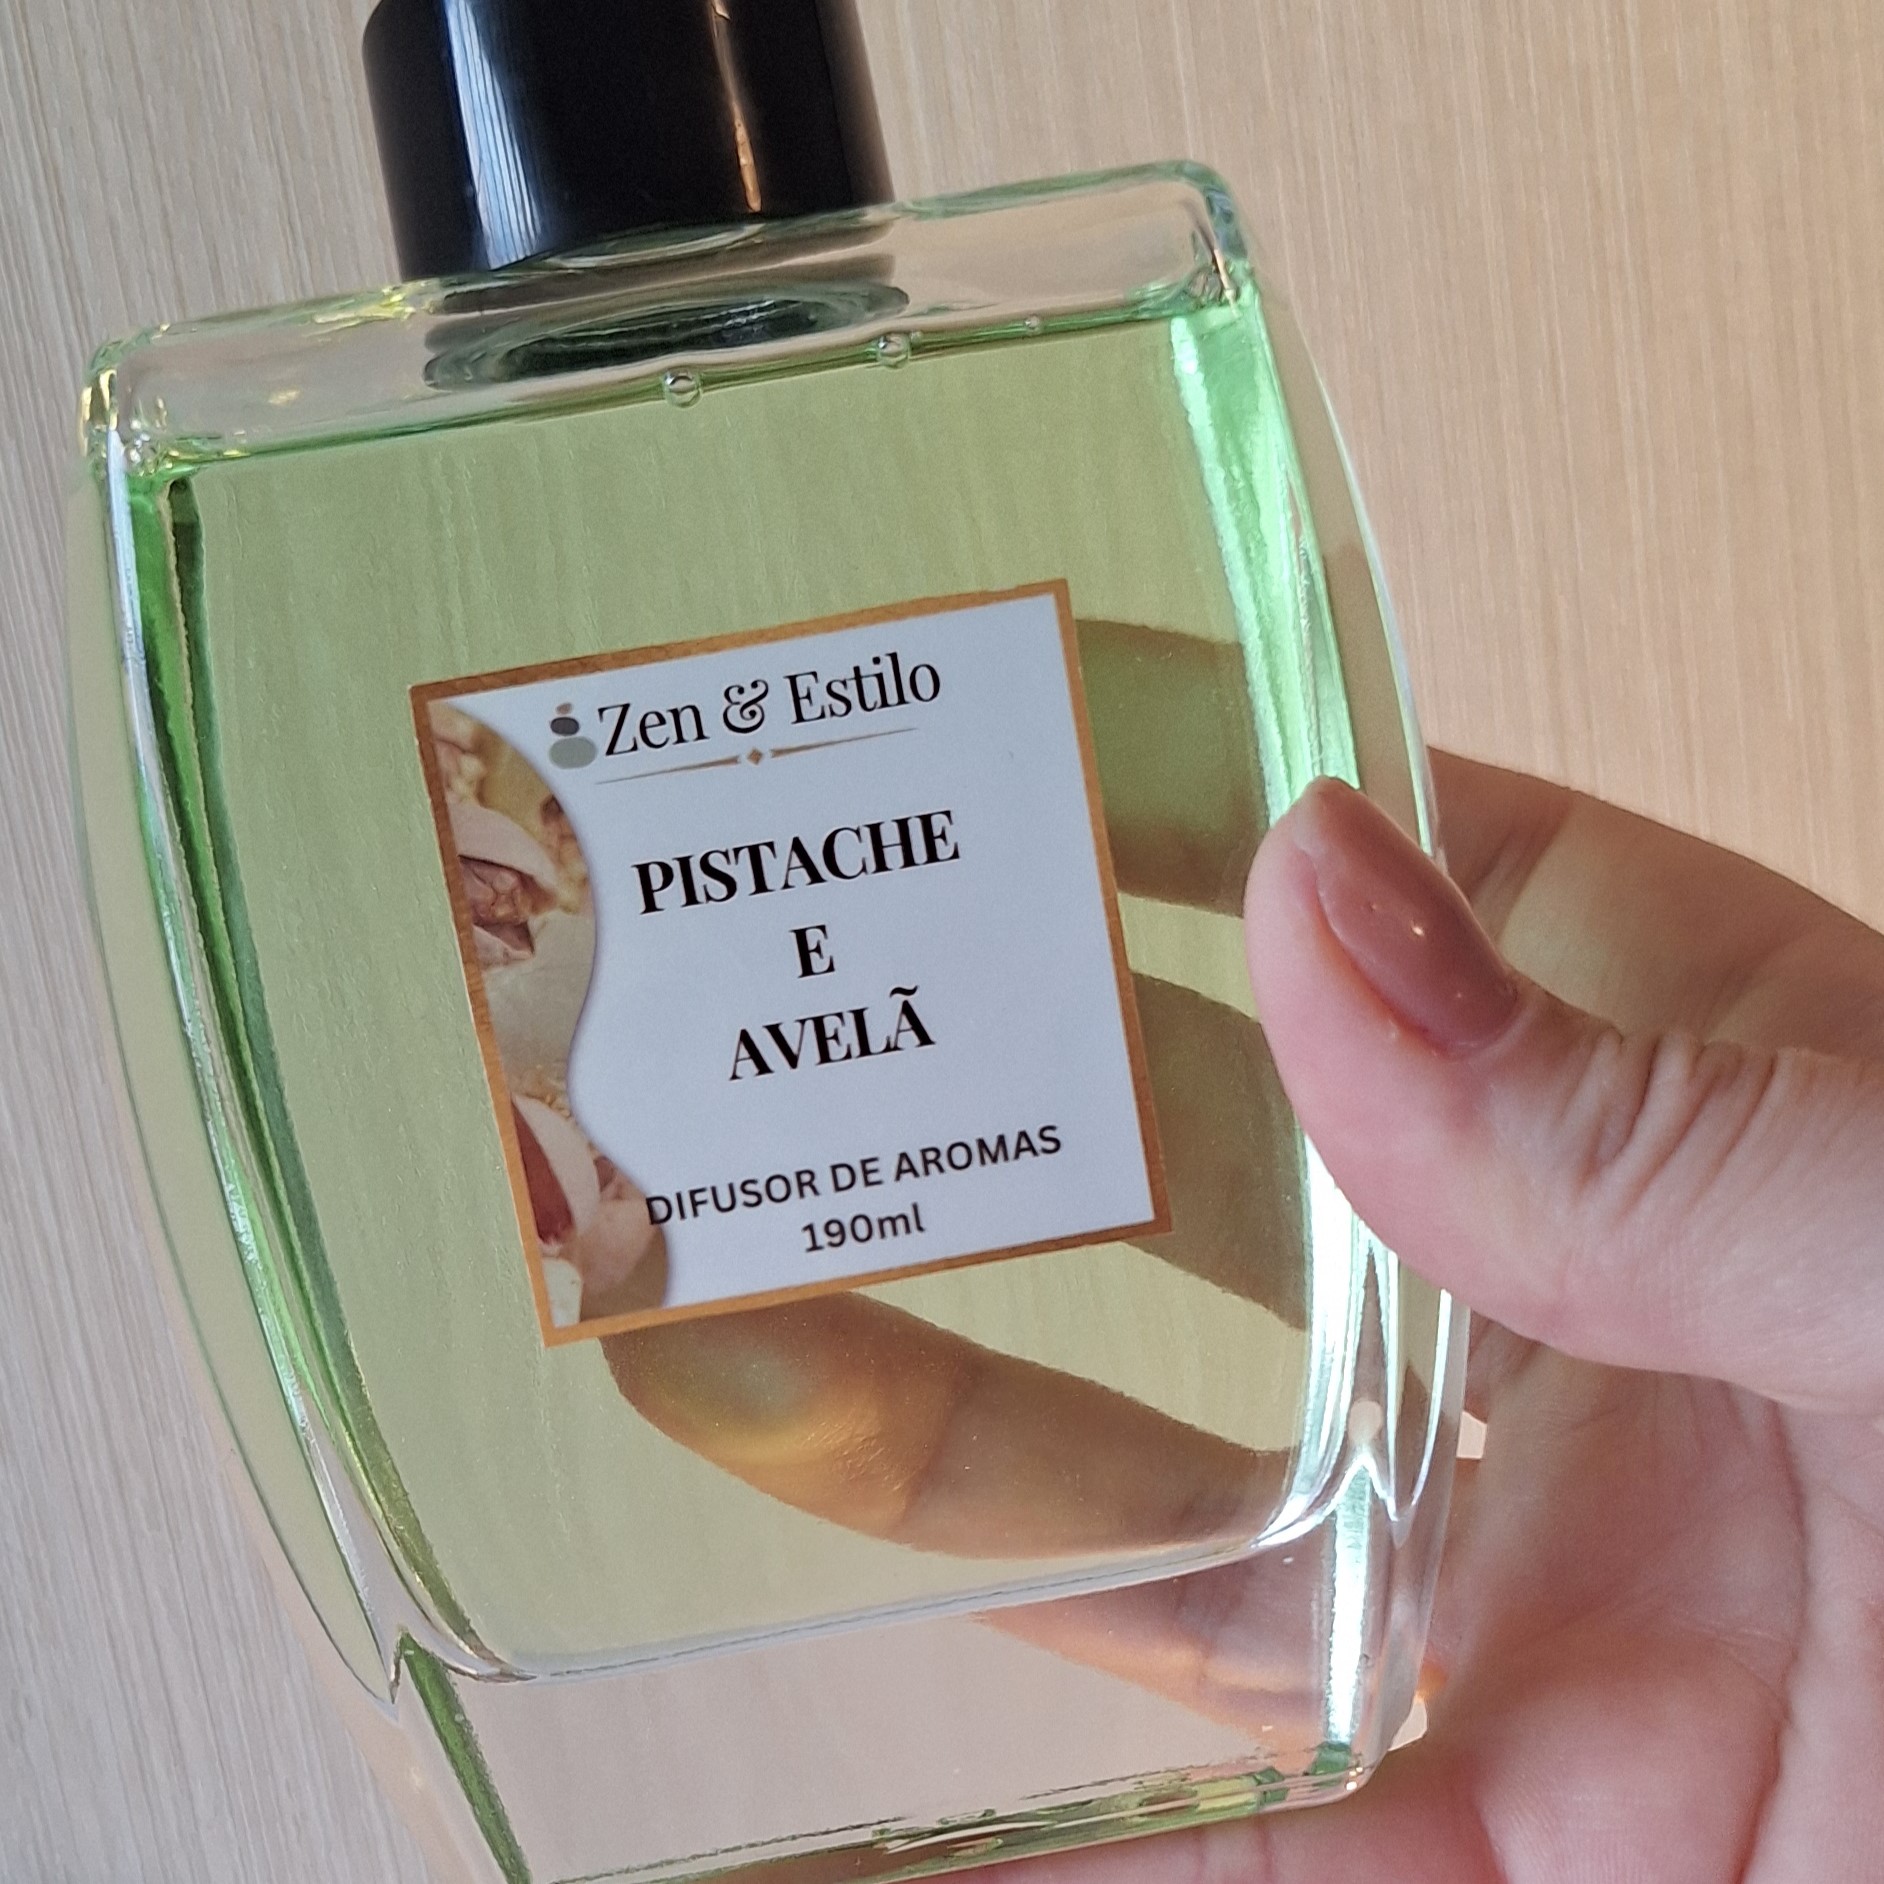 Zen & Estilo
PISTACHE
E
AVELÃ
DIFUSOR DE AROMAS
190ml